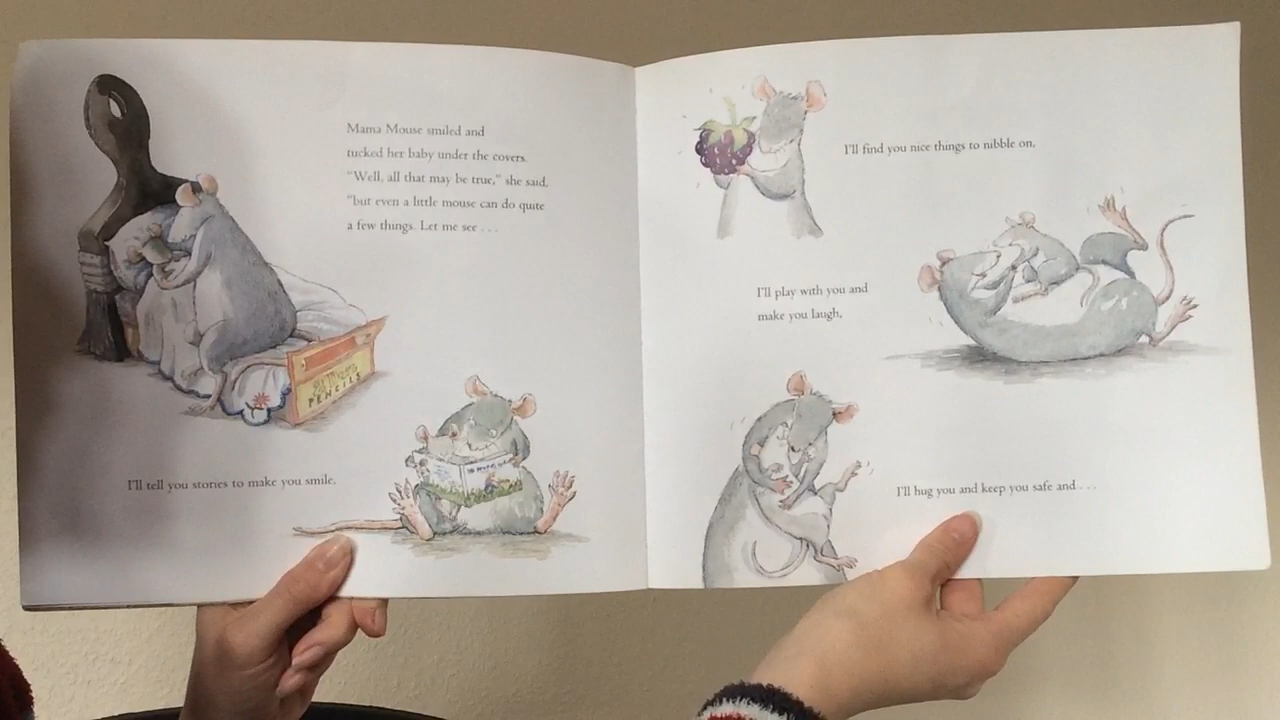 Mama Mouse smiled and
tucked her baby under the covers.
"Well, all that may be true," she said,
"but even a little mouse can do quite
a few things. Let me see . . .
I'll tell you stories to make you smile.
I'll find you nice things to nibble on,
I'll play with you and
make you laugh,
I'll hug you and keep you safe and . . .
PENCILS